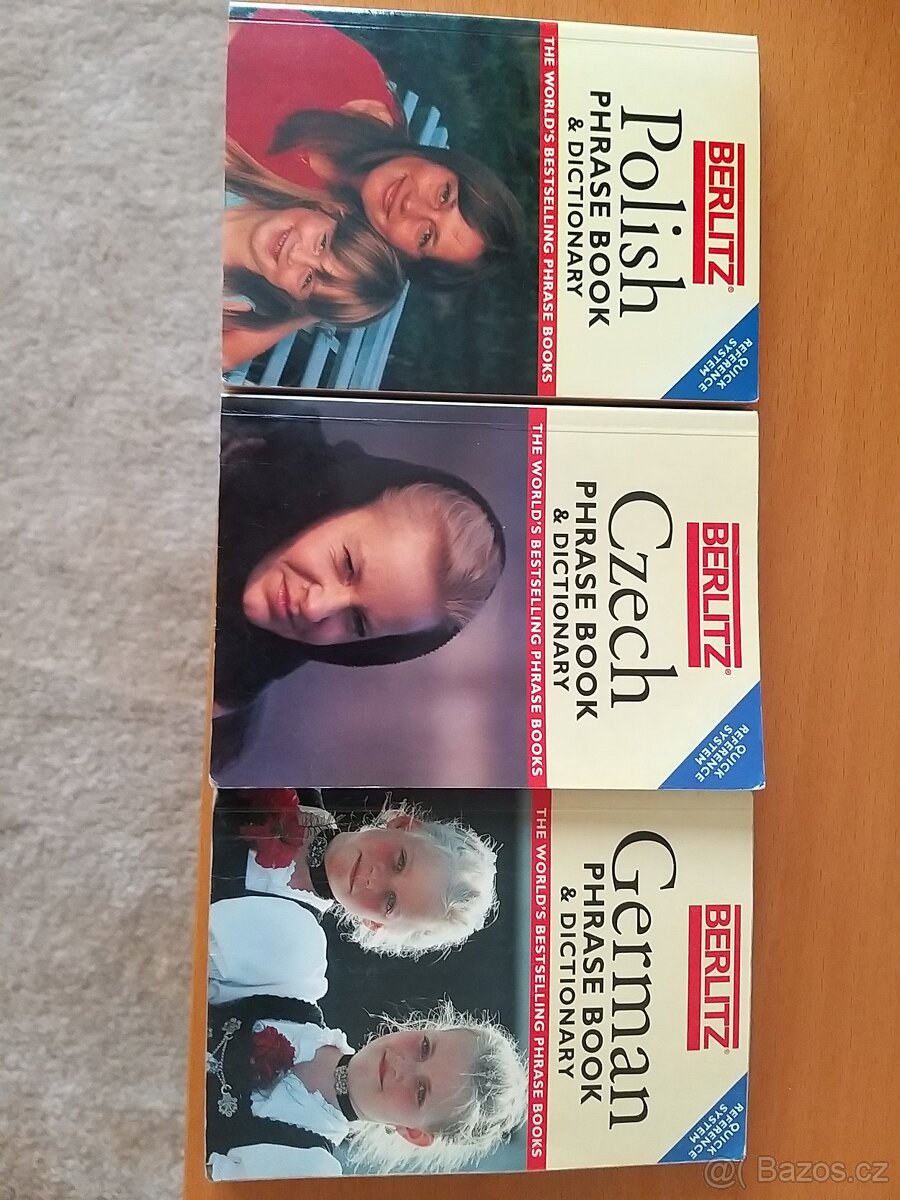 BERLITZ®
Polish
PHRASE BOOK
& DICTIONARY
QUICK
REFERENCE
SYSTEM
THE WORLD'S BESTSELLING PHRASE BOOKS
BERLITZ®
Czech
PHRASE BOOK
& DICTIONARY
QUICK
REFERENCE
SYSTEM
THE WORLD'S BESTSELLING PHRASE BOOKS
BERLITZ®
German
PHRASE BOOK
& DICTIONARY
QUICK
REFERENCE
SYSTEM
THE WORLD'S BESTSELLING PHRASE BOOKS
@( Bazos.cz